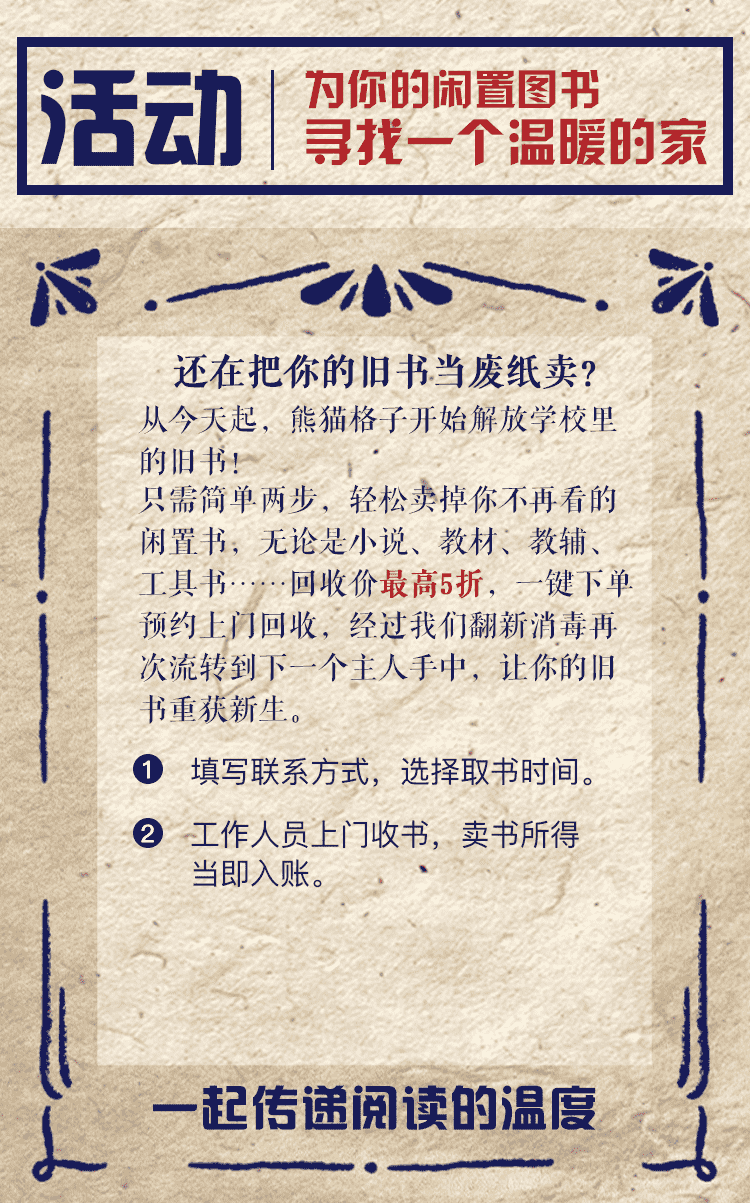 活动
为你的闲置图书
寻找一个温暖的家
还在把你的旧书当废纸卖?
从今天起，熊猫格子开始解放学校里
的旧书!
只需简单两步，轻松卖掉你不再看的
闲置书，无论是小说、教材、教辅、
工具书……回收价最高5折，一键下单
预约上门回收，经过我们翻新消毒再
次流转到下一个主人手中，让你的旧
书重获新生。
1 填写联系方式，选择取书时间。
2 工作人员上门收书，卖书所得
当即入账。
一起传递阅读的温度